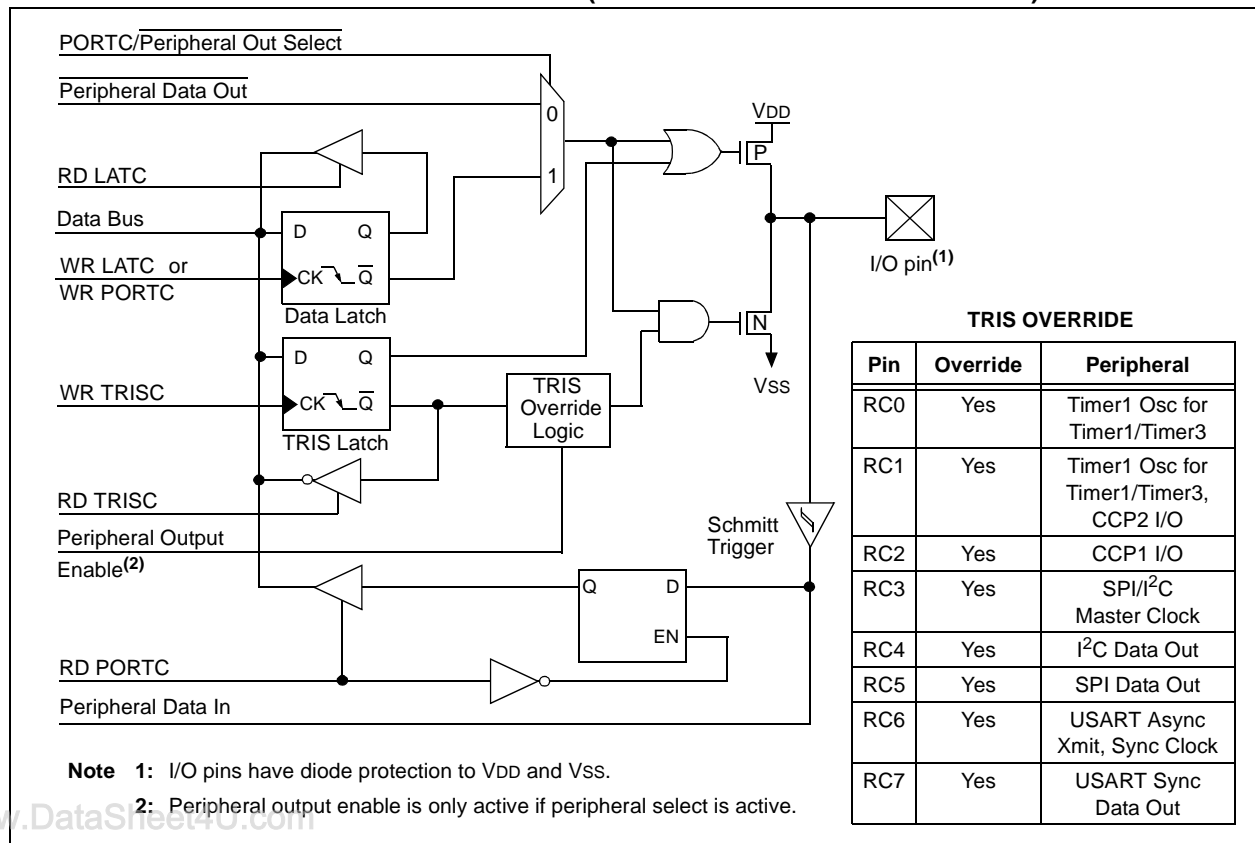 PORTC/Peripheral Out Select
Peripheral Data Out
RD LATC
Data Bus
WR LATC or
WR PORTC
WR TRISC
RD TRISC
Peripheral Output
Enable(2)
RD PORTC
Peripheral Data In
0
1
D Q
CK Q
Data Latch
D Q
CK Q
TRIS Latch
TRIS
Override
Logic
VDD
P
N
VSS
I/O pin(1)
Schmitt
Trigger
Q D
EN
TRIS OVERRIDE
Pin Override Peripheral
RC0 Yes Timer1 Osc for
Timer1/Timer3
RC1 Yes Timer1 Osc for
Timer1/Timer3,
CCP2 I/O
RC2 Yes CCP1 I/O
RC3 Yes SPI/I2C
Master Clock
RC4 Yes I2C Data Out
RC5 Yes SPI Data Out
RC6 Yes USART Async
Xmit, Sync Clock
RC7 Yes USART Sync
Data Out
Note 1: I/O pins have diode protection to VDD and VSS.
2: Peripheral output enable is only active if peripheral select is active.
w.DataSheet4U.com